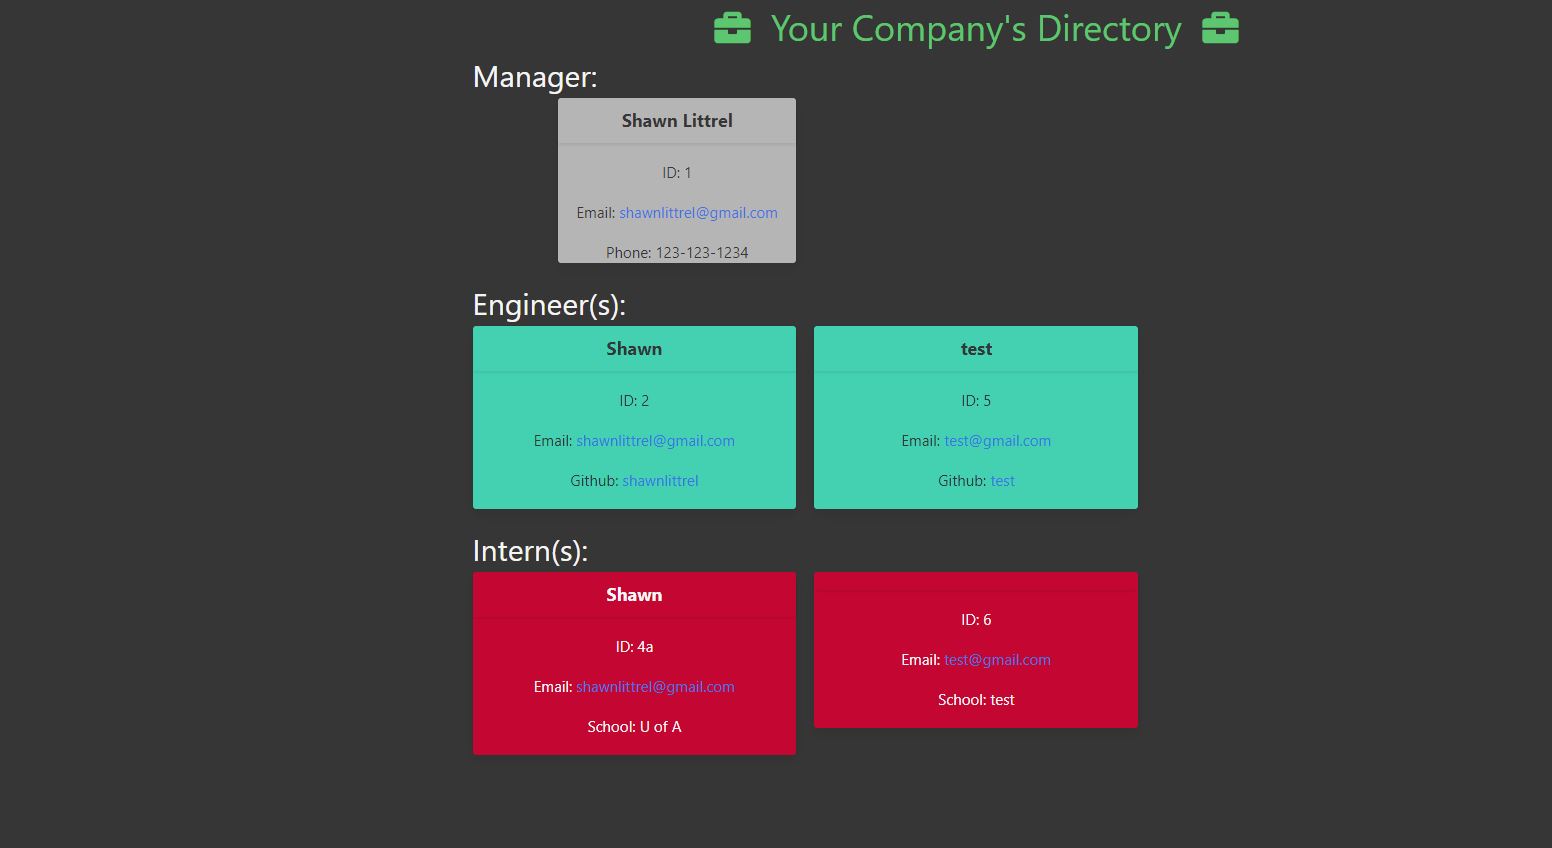 Your Company's Directory
Manager:
Shawn Littrel
ID: 1
Email: shawnlittrel@gmail.com
Phone: 123-123-1234
Engineer(s):
Shawn
ID: 2
Email: shawnlittrel@gmail.com
Github: shawnlittrel
test
ID: 5
Email: test@gmail.com
Github: test
Intern(s):
Shawn
ID: 4a
Email: shawnlittrel@gmail.com
School: U of A
ID: 6
Email: test@gmail.com
School: test